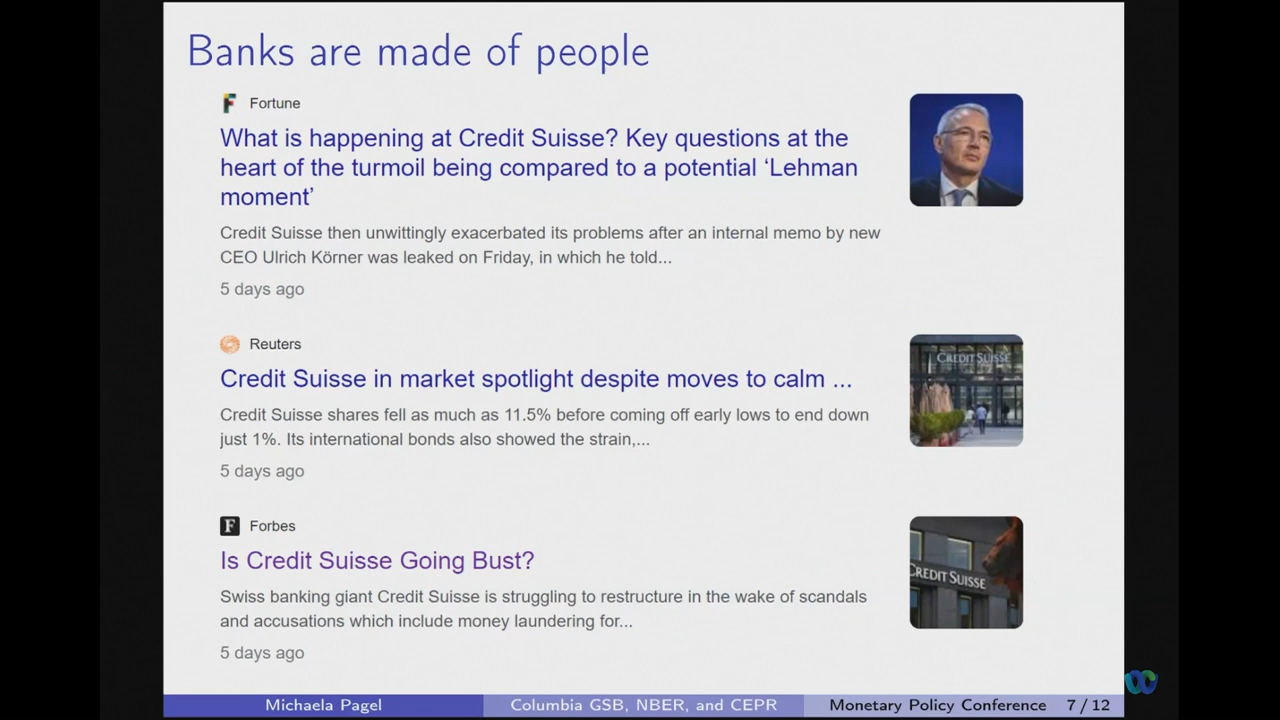 Banks are made of people
Fortune
What is happening at Credit Suisse? Key questions at the
heart of the turmoil being compared to a potential ‘Lehman
moment’
Credit Suisse then unwittingly exacerbated its problems after an internal memo by new
CEO Ulrich Körner was leaked on Friday, in which he told...
5 days ago
Reuters
Credit Suisse in market spotlight despite moves to calm ...
CREDIT SUISSE
Credit Suisse shares fell as much as 11.5% before coming off early lows to end down
just 1%. Its international bonds also showed the strain,...
5 days ago
F Forbes
Is Credit Suisse Going Bust?
CREDIT SUISSE
Swiss banking giant Credit Suisse is struggling to restructure in the wake of scandals
and accusations which include money laundering for...
5 days ago
Michaela Pagel Columbia GSB, NBER, and CEPR Monetary Policy Conference 7 / 12